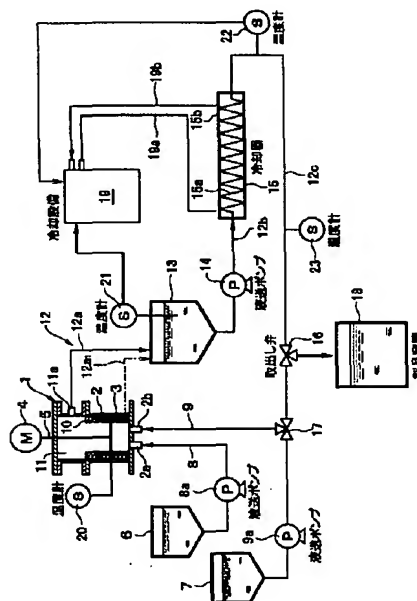 22
S
温度計
19b
19a
冷却設備
19
15b
15a
冷却器
15
12c
12b
21
S
温度計
13
14
P
液送ポンプ
23
S
温度計
12
12a
1
11a
4
M
5
10
2
3
11
2b
2a
9
8
20
S
温度計
8a
P
液送ポンプ
6
7
9a
P
液送ポンプ
17
16
取出し弁
18